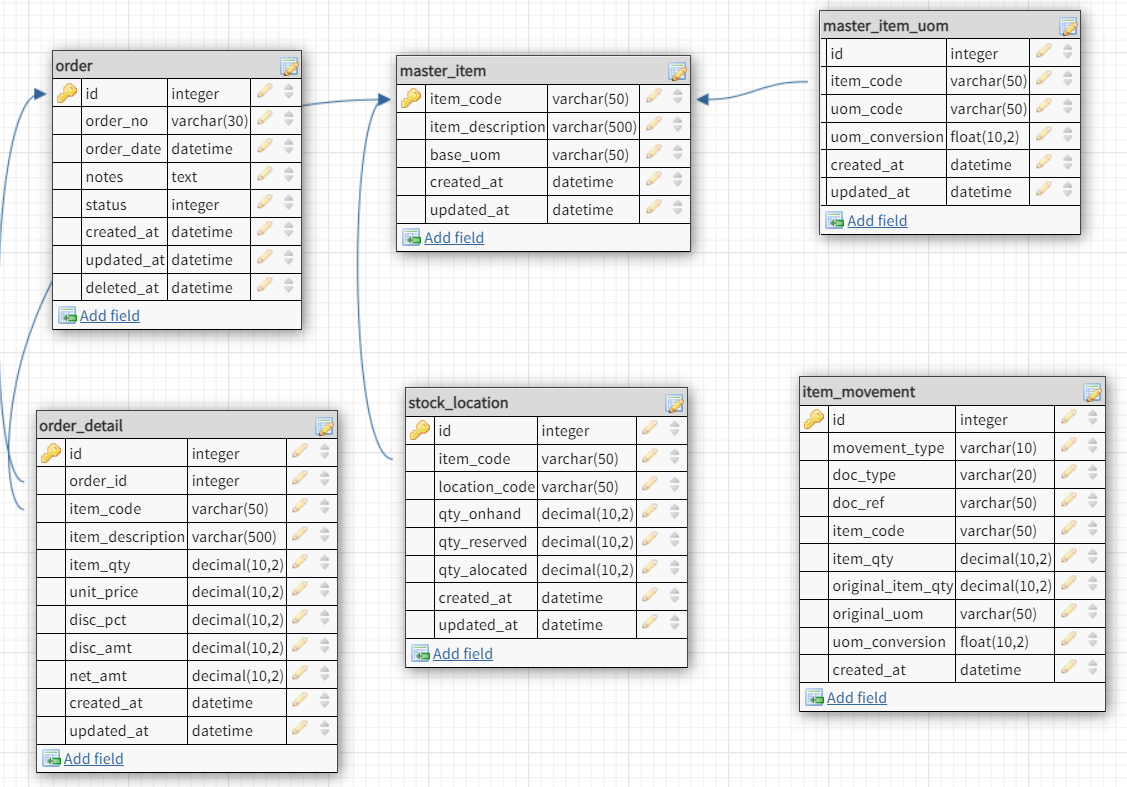 order
id integer
order_no varchar(30)
order_date datetime
notes text
status integer
created_at datetime
updated_at datetime
deleted_at datetime
Add field
master_item
item_code varchar(50)
item_description varchar(500)
base_uom varchar(50)
created_at datetime
updated_at datetime
Add field
master_item_uom
id integer
item_code varchar(50)
uom_code varchar(50)
uom_conversion float(10,2)
created_at datetime
updated_at datetime
Add field
order_detail
id integer
order_id integer
item_code varchar(50)
item_description varchar(500)
item_qty decimal(10,2)
unit_price decimal(10,2)
disc_pct decimal(10,2)
disc_amt decimal(10,2)
net_amt decimal(10,2)
created_at datetime
updated_at datetime
Add field
stock_location
id integer
item_code varchar(50)
location_code varchar(50)
qty_onhand decimal(10,2)
qty_reserved decimal(10,2)
qty_alocated decimal(10,2)
created_at datetime
updated_at datetime
Add field
item_movement
id integer
movement_type varchar(10)
doc_type varchar(20)
doc_ref varchar(50)
item_code varchar(50)
item_qty decimal(10,2)
original_item_qty decimal(10,2)
original_uom varchar(50)
uom_conversion float(10,2)
created_at datetime
Add field